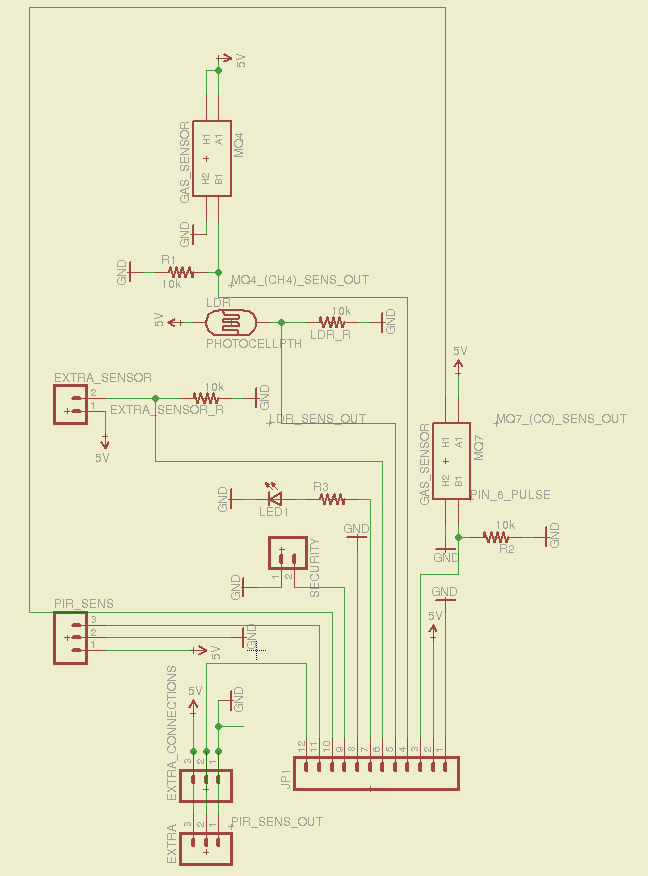 5V
GAS_SENSOR
H1
A1
H2
B1
MQ4
GND
GND
R1
10k
MQ4_(CH4)_SENS_OUT
LDR
5V
10k
LDR_R
GND
PHOTOCELLPTH
5V
EXTRA_SENSOR
2
1
10k
EXTRA_SENSOR_R
GND
5V
LDR_SENS_OUT
GAS_SENSOR
H1
A1
H2
B1
MQ7
MQ7_(CO)_SENS_OUT
PIN_6_PULSE
GND
LED1
R3
GND
10k
R2
GND
GND
SECURITY
1
2
GND
GND
5V
PIR_SENS
3
2
1
GND
5V
EXTRA_CONNECTIONS
5V
GND
3
2
1
JP1
12
11
10
9
8
7
6
5
4
3
2
1
EXTRA
3
2
1
PIR_SENS_OUT